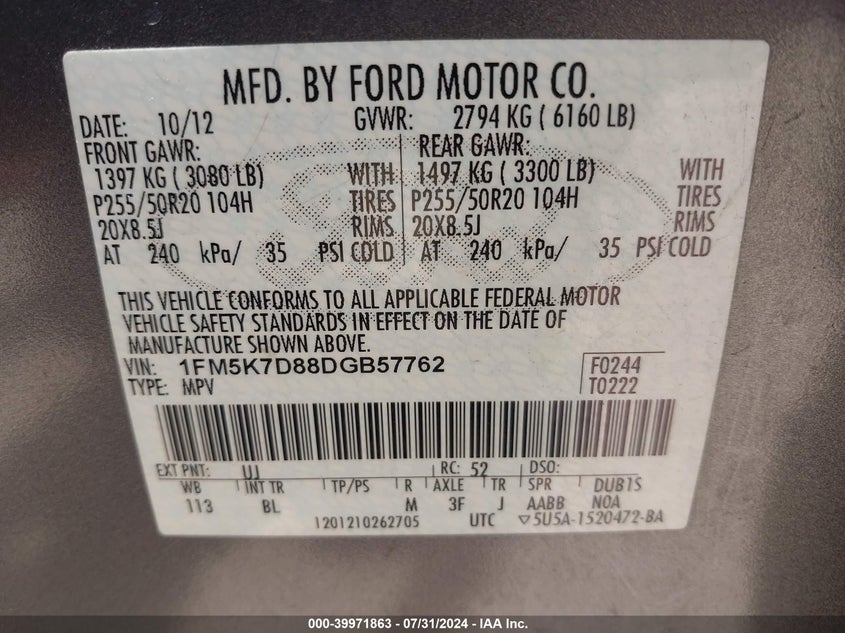 MFD. BY FORD MOTOR CO.
DATE: 10/12 GVWR: 2794 KG ( 6160 LB)
FRONT GAWR: REAR GAWR:
1397 KG ( 3080 LB) WITH 1497 KG ( 3300 LB) WITH
P255/50R20 104H TIRES P255/50R20 104H TIRES
20X8.5J RIMS 20X8.5J RIMS
AT 240 kPa/ 35 PSI COLD AT 240 kPa/ 35 PSI COLD
THIS VEHICLE CONFORMS TO ALL APPLICABLE FEDERAL MOTOR
VEHICLE SAFETY STANDARDS IN EFFECT ON THE DATE OF
MANUFACTURE SHOWN ABOVE.
VIN: 1FM5K7D88DGB57762 F0244
TYPE: MPV T0222
EXT PNT: UJ RC: 52 DSO:
WB INT TR TP/PS R AXLE TR SPR DUB1S
113 BL M 3F J AABB NOA
1201210262705 UTC ▽5U5A-1520472-BA
000-39971863 - 07/31/2024 - IAA Inc.